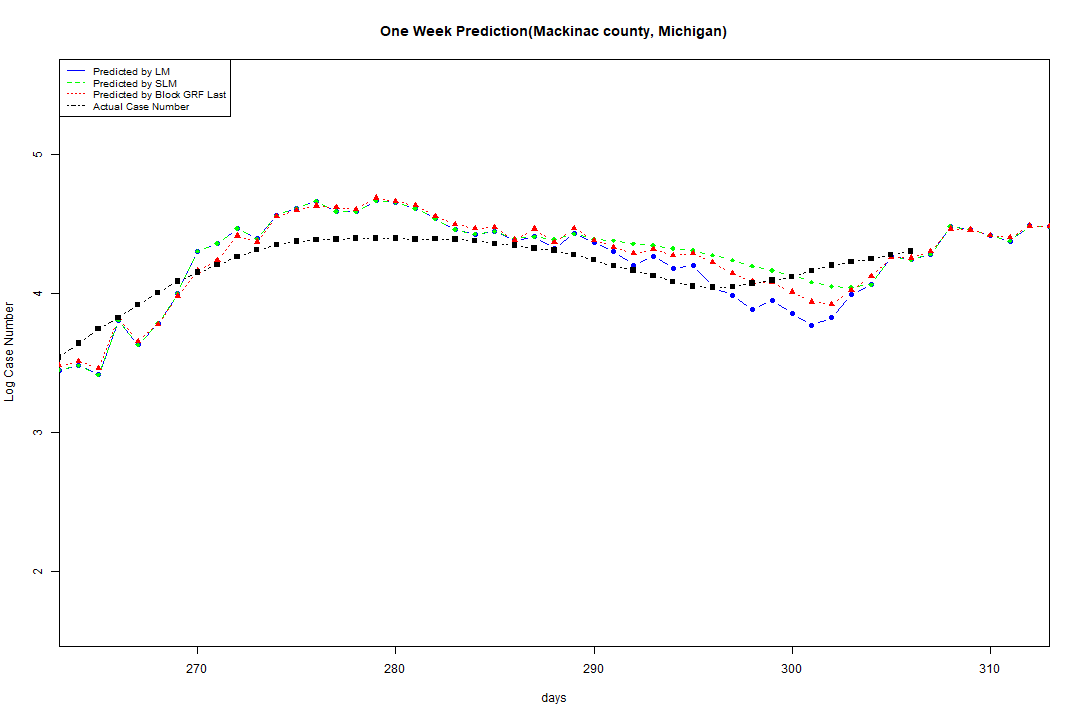 One Week Prediction(Mackinac county, Michigan)
Predicted by LM
Predicted by SLM
Predicted by Block GRF Last
Actual Case Number
5
4
3
2
Log Case Number
270 280 290 300 310
days